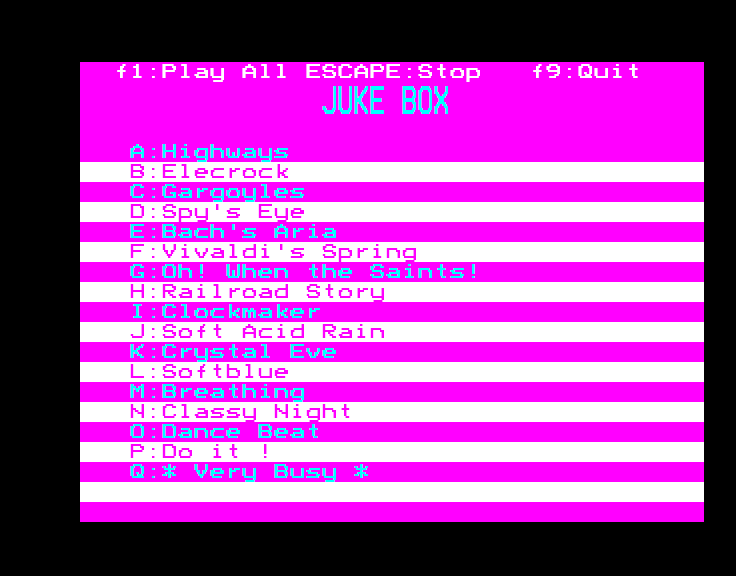 f1:Play All ESCAPE:Stop f9:Quit
JUKE BOX
A:Highways
B:Elecrock
C:Gargoyles
D:Spy's Eye
E:Bach's Aria
F:Vivaldi's Spring
G:Oh! When the Saints!
H:Railroad Story
I:Clockmaker
J:Soft Acid Rain
K:Crystal Eve
L:Softblue
M:Breathing
N:Classy Night
O:Dance Beat
P:Do it !
Q:* Very Busy *